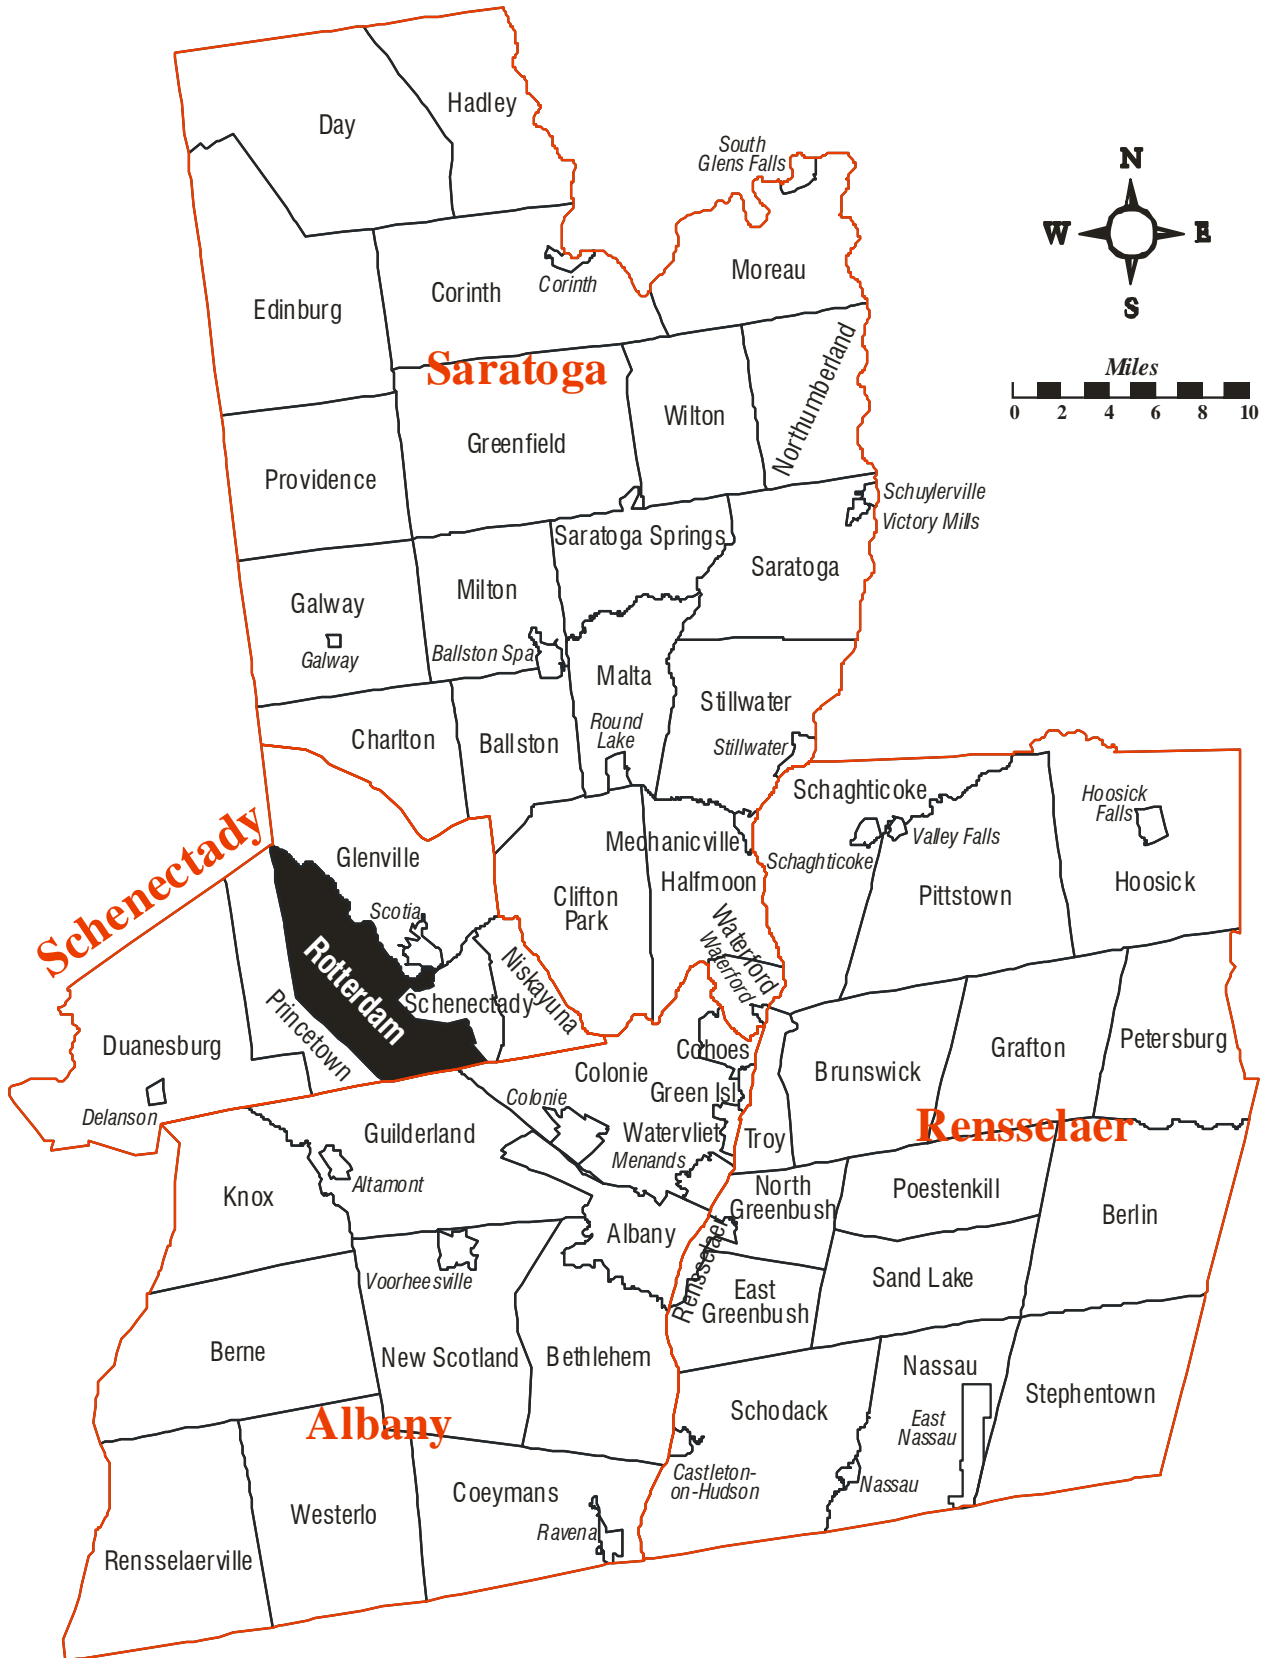 Hadley
Day
South
Glens Falls
N
W
E
S
Moreau
Corinth
Corinth
Edinburg
Miles
0 2 4 6 8 10
Saratoga
Northumberland
Wilton
Greenfield
Providence
Schuylerville
Victory Mills
Saratoga Springs
Saratoga
Milton
Galway
Galway
Ballston Spa
Malta
Stillwater
Round
Lake
Stillwater
Charlton
Ballston
Schaghticoke
Hoosick
Falls
Valley Falls
Schaghticoke
Mechanicville
Halfmoon
Glenville
Schenectady
Clifton
Park
Pittstown
Hoosick
Scotia
Waterford
Waterford
Rotterdam
Niskayuna
Schenectady
Princetown
Duanesburg
Delanson
Cohoes
Colonie
Green Isl.
Colonie
Brunswick
Grafton
Petersburg
Rensselaer
Guilderland
Watervliet
Menands
Troy
Altamont
Knox
North
Greenbush
Poestenkill
Berlin
Albany
Rensselaer
Voorheesville
Sand Lake
East
Greenbush
Berne
New Scotland
Bethlehem
Nassau
Stephentown
Schodack
East
Nassau
Albany
Castleton-
on-Hudson
Nassau
Coeymans
Westerlo
Ravena
Rensselaerville